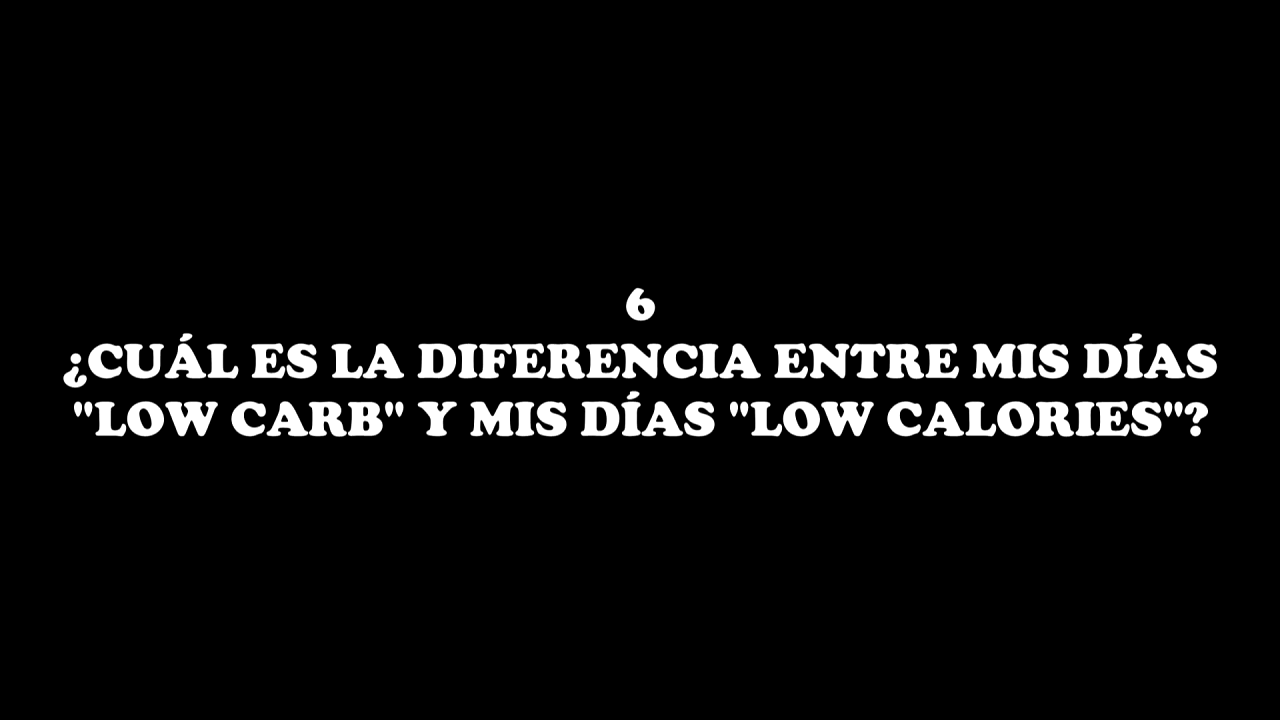 6
¿CUÁL ES LA DIFERENCIA ENTRE MIS DÍAS
"LOW CARB" Y MIS DÍAS "LOW CALORIES"?